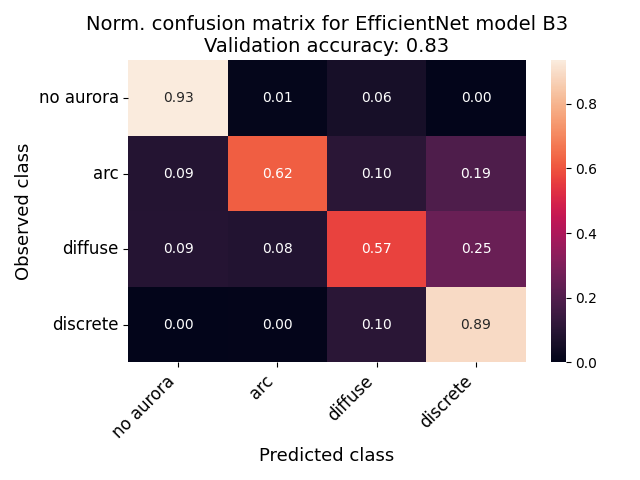 Norm. confusion matrix for EfficientNet model B3
Validation accuracy: 0.83
Observed class
no aurora 0.93 0.01 0.06 0.00
arc 0.09 0.62 0.10 0.19
diffuse 0.09 0.08 0.57 0.25
discrete 0.00 0.00 0.10 0.89
no aurora arc diffuse discrete
Predicted class
0.8
0.6
0.4
0.2
0.0